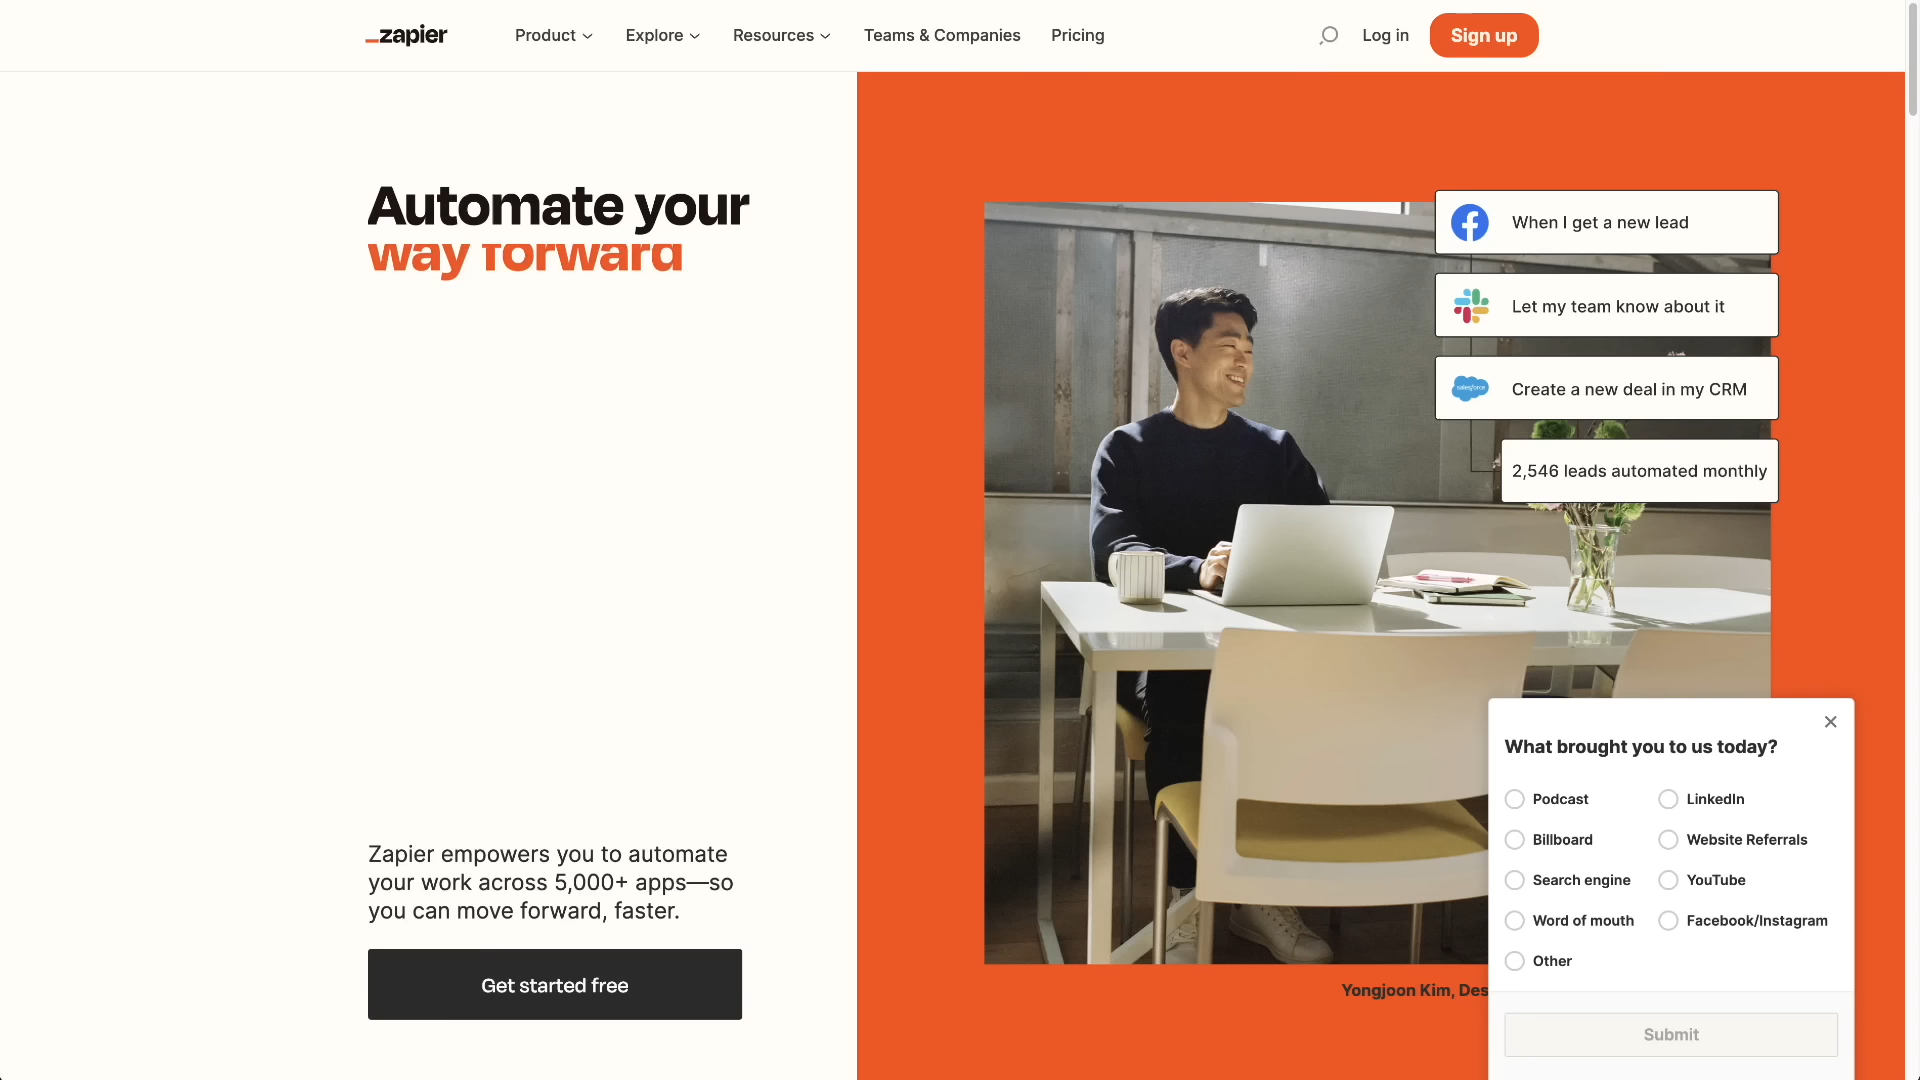 zapier
Product
Explore
Resources
Teams & Companies
Pricing
Log in
Sign up
Automate your
way forward
Zapier empowers you to automate
your work across 5,000+ apps—so
you can move forward, faster.
Get started free
When I get a new lead
Let my team know about it
salesforce
Create a new deal in my CRM
2,546 leads automated monthly
Yongjoon Kim, Des
What brought you to us today?
Podcast
LinkedIn
Billboard
Website Referrals
Search engine
YouTube
Word of mouth
Facebook/Instagram
Other
Submit